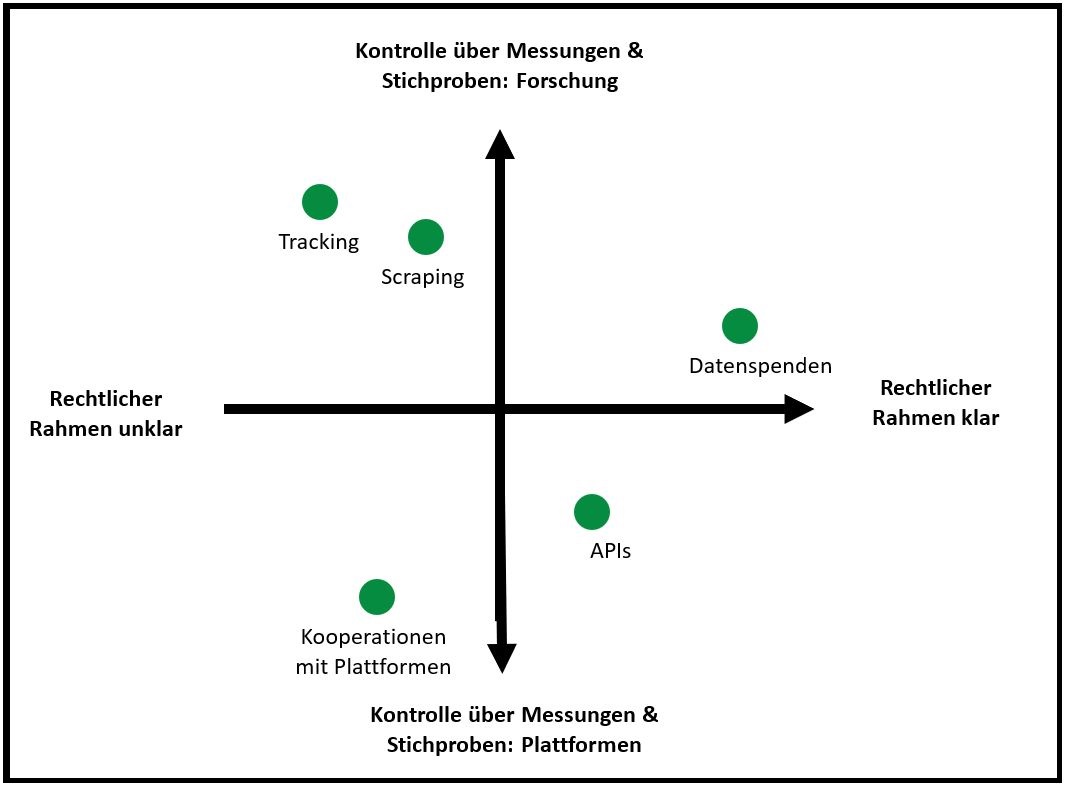 Kontrolle über Messungen &
Stichproben: Forschung
Tracking
Scraping
Datenspenden
Rechtlicher
Rahmen unklar
Rechtlicher
Rahmen klar
APIs
Kooperationen
mit Plattformen
Kontrolle über Messungen &
Stichproben: Plattformen